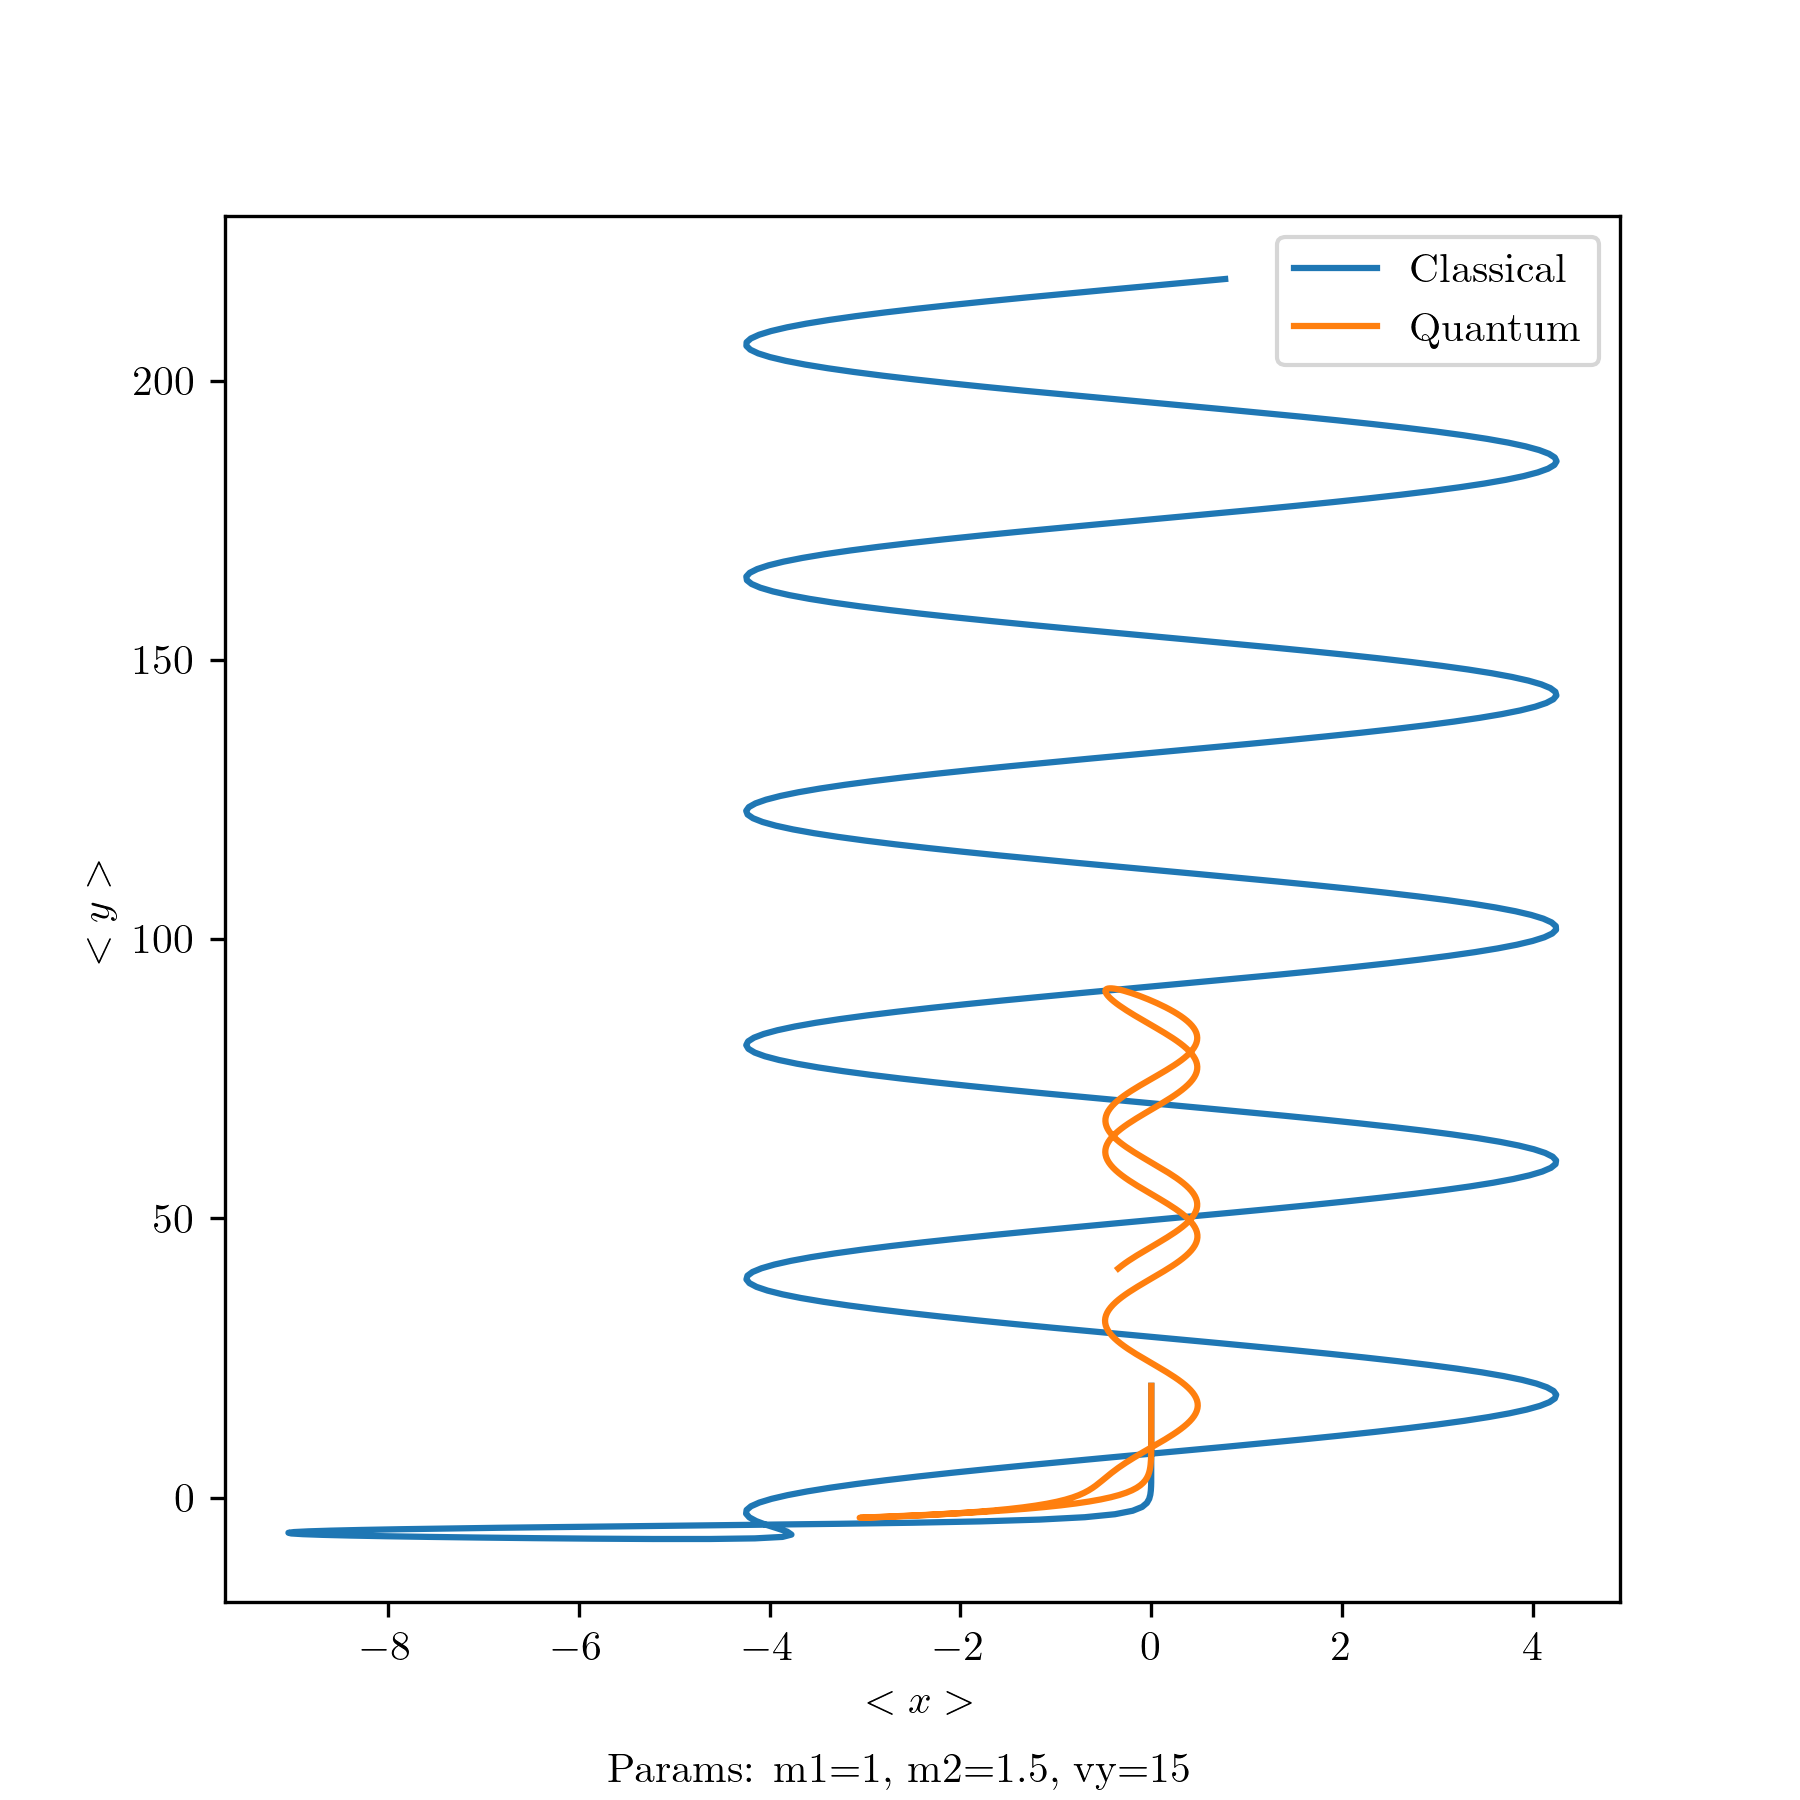 Classical
Quantum
200
150
100
50
0
< y >
−8 −6 −4 −2 0 2 4
< x >
Params: m1=1, m2=1.5, vy=15